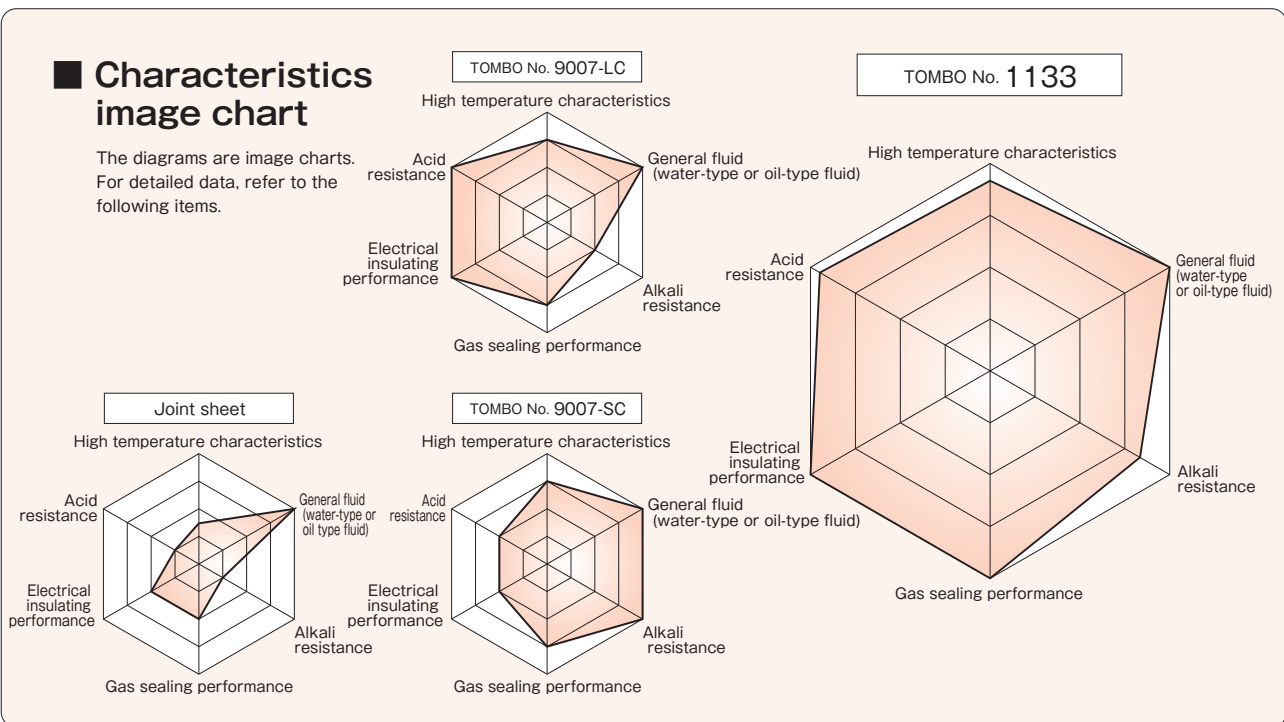 ■ Characteristics
image chart
The diagrams are image charts.
For detailed data, refer to the
following items.
TOMBO No. 9007-LC
High temperature characteristics
Acid
resistance
General fluid
(water-type or oil-type fluid)
Electrical
insulating
performance
Alkali
resistance
Gas sealing performance
TOMBO No. 1133
High temperature characteristics
Acid
resistance
General fluid
(water-type
or oil-type fluid)
Electrical
insulating
performance
Alkali
resistance
Gas sealing performance
Joint sheet
High temperature characteristics
Acid
resistance
General fluid
(water-type or
oil type fluid)
Electrical
insulating
performance
Alkali
resistance
Gas sealing performance
TOMBO No. 9007-SC
High temperature characteristics
Acid
resistance
General fluid
(water-type or oil-type fluid)
Electrical
insulating
performance
Alkali
resistance
Gas sealing performance